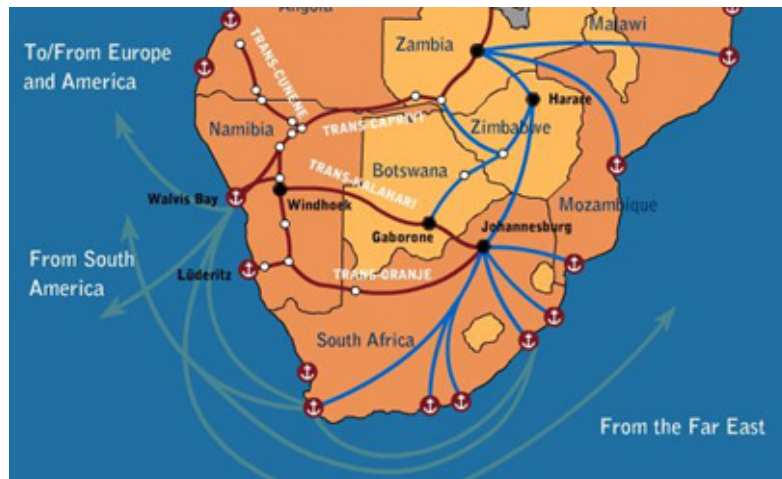 Angola
Malawi
To/From Europe
and America
Zambia
TRANS-CUNENE
Harare
Namibia
TRANS-CAPRIVI
Zimbabwe
Botswana
TRANS-KALAHARI
Walvis Bay
Windhoek
Mozambique
Gaborone
Johannesburg
From South
America
Lüderitz
TRANS-ORANJE
South Africa
From the Far East